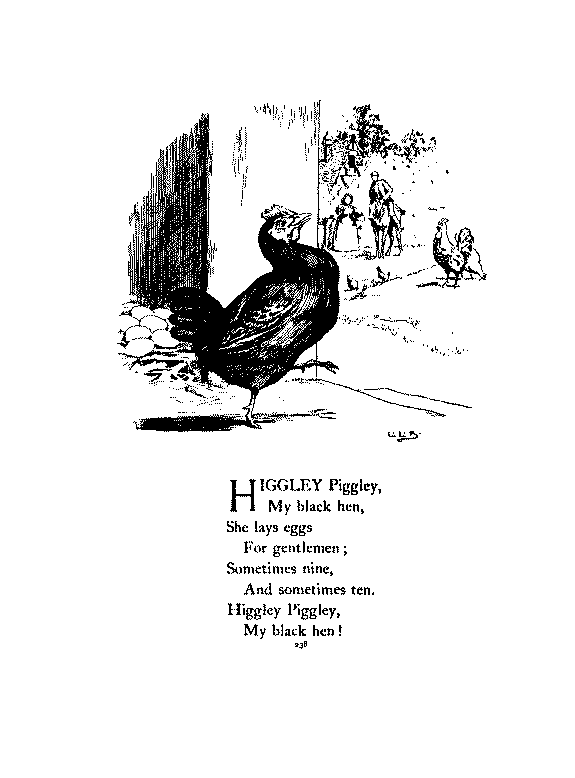 HIGGLEY Piggley,
My black hen,
She lays eggs
For gentlemen;
Sometimes nine,
And sometimes ten.
Higgley Piggley,
My black hen!
238